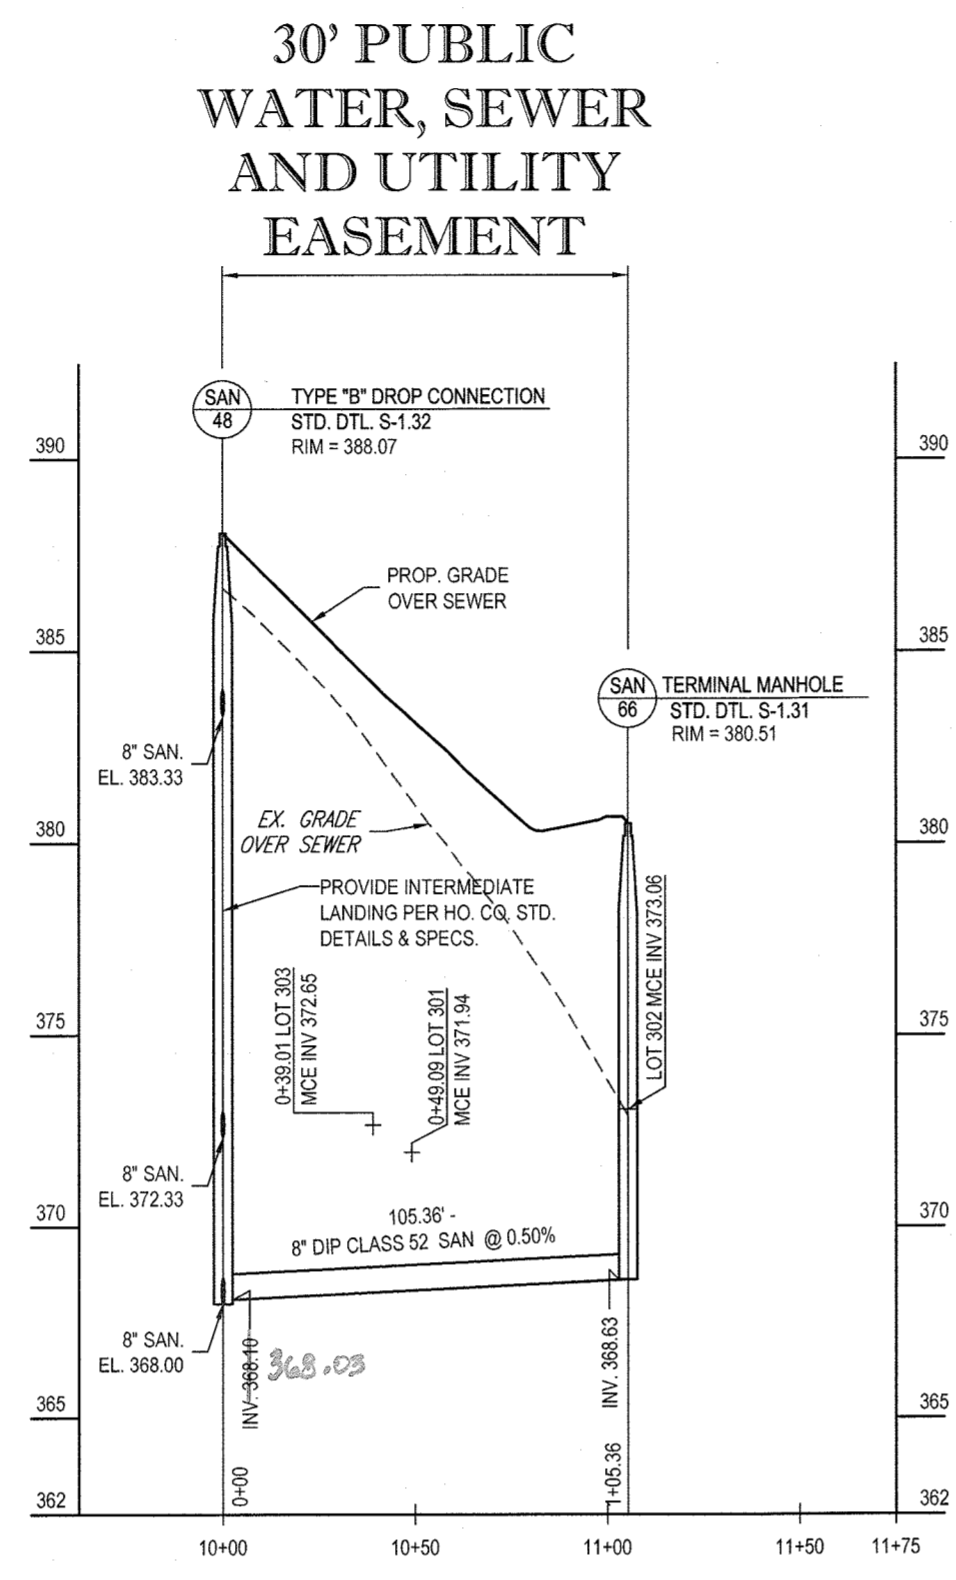 30' PUBLIC
WATER, SEWER
AND UTILITY
EASEMENT
SAN
48
TYPE "B" DROP CONNECTION
STD. DTL. S-1.32
RIM = 388.07
390
390
PROP. GRADE
OVER SEWER
385
385
SAN
66
TERMINAL MANHOLE
STD. DTL. S-1.31
RIM = 380.51
8" SAN.
EL. 383.33
EX. GRADE
OVER SEWER
380
380
PROVIDE INTERMEDIATE
LANDING PER HO. CO. STD.
DETAILS & SPECS.
LOT 302 MCE INV 373.06
0+39.01 LOT 303
MCE INV 372.65
0+49.09 LOT 301
MCE INV 371.94
375
375
8" SAN.
EL. 372.33
370
370
105.36' -
8" DIP CLASS 52 SAN @ 0.50%
8" SAN.
EL. 368.00
INV. 368.10
368.03
INV. 368.63
365
365
0+00
1+05.36
362
362
10+00
10+50
11+00
11+50
11+75